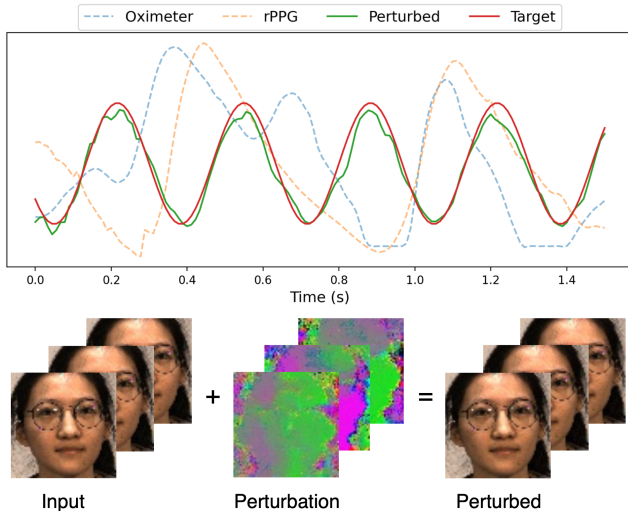 Oximeter rPPG Perturbed Target
0.0 0.2 0.4 0.6 0.8 1.0 1.2 1.4
Time (s)
+ =
Input Perturbation Perturbed